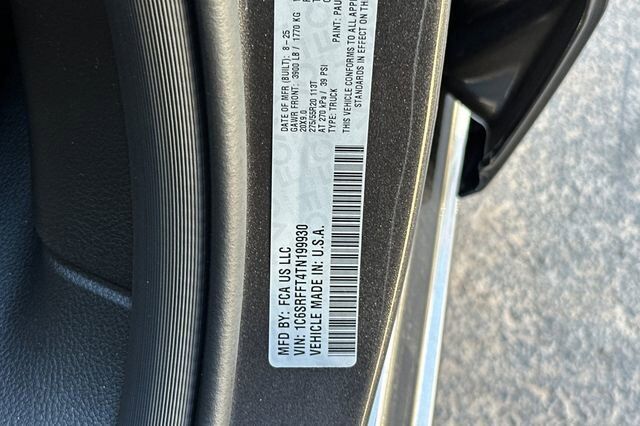 MFD BY: FCA US LLC
VIN: 1C6SRFFT4TN199930
VEHICLE MADE IN: U.S.A.
DATE OF MFR (BUILT): 8-25
GAWR FRONT: 3900 LB / 1770 KG
20X9.0
275/55R20 113T
AT 270 kPa / 39 PSI
TYPE: TRUCK
PAINT: PAU
THIS VEHICLE CONFORMS TO ALL APP
STANDARDS IN EFFECT ON THE